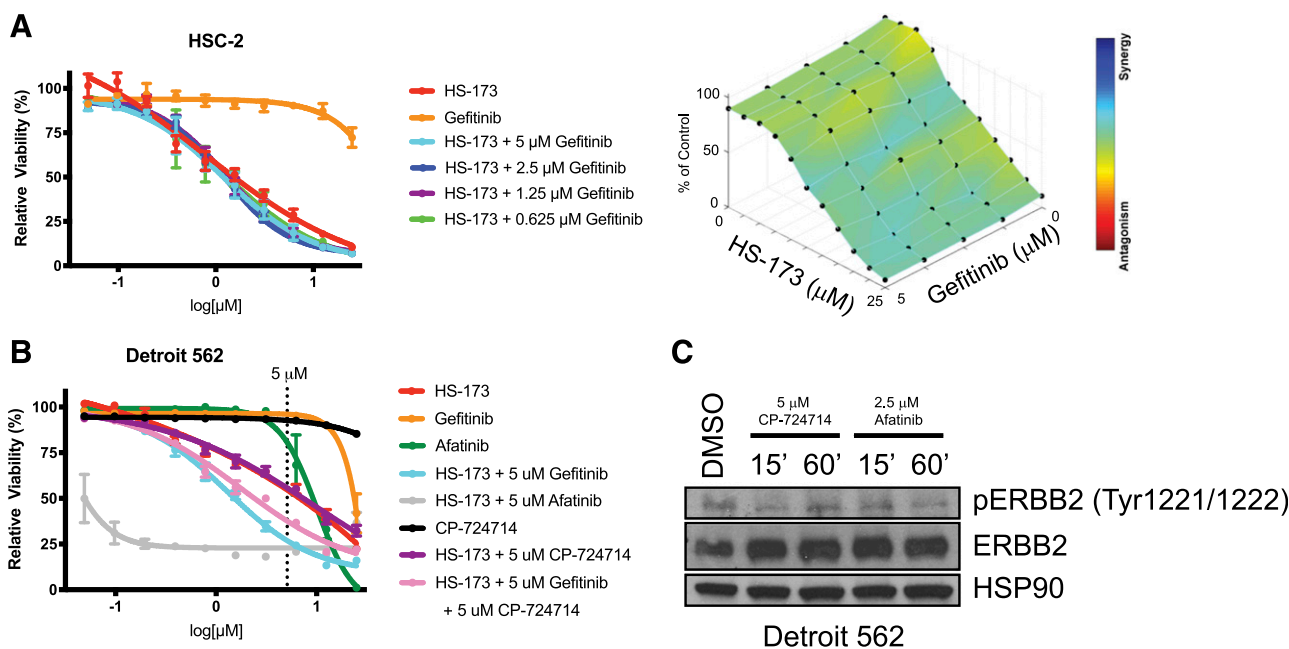 A
HSC-2
Relative Viability (%)
100
75
50
25
0
-1
0
1
log[µM]
HS-173
Gefitinib
HS-173 + 5 µM Gefitinib
HS-173 + 2.5 µM Gefitinib
HS-173 + 1.25 µM Gefitinib
HS-173 + 0.625 µM Gefitinib
% of Control
100
50
0
0
HS-173 (µM)
25
5
Gefitinib (µM)
0
Synergy
Antagonism
B
Detroit 562
5 µM
Relative Viability (%)
100
75
50
25
0
-1
0
1
log[µM]
HS-173
Gefitinib
Afatinib
HS-173 + 5 uM Gefitinib
HS-173 + 5 uM Afatinib
CP-724714
HS-173 + 5 uM CP-724714
HS-173 + 5 uM Gefitinib
+ 5 uM CP-724714
C
DMSO
5 µM
CP-724714
2.5 µM
Afatinib
15’ 60’ 15’ 60’
pERBB2 (Tyr1221/1222)
ERBB2
HSP90
Detroit 562